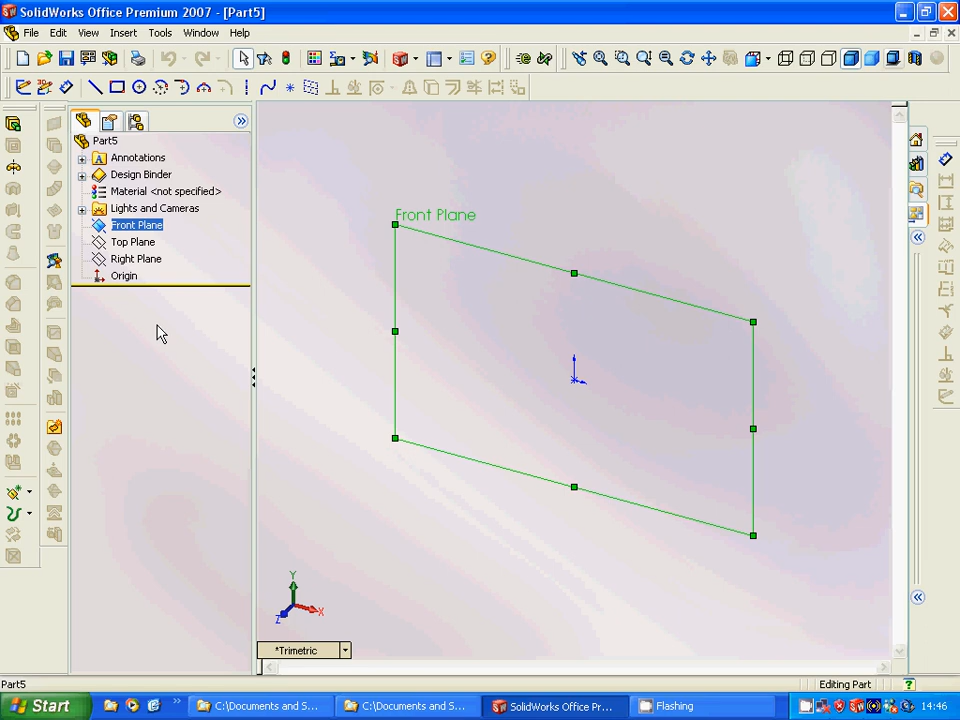 SolidWorks Office Premium 2007 - [Part5]
File Edit View Insert Tools Window Help
Part5
Annotations
Design Binder
Material <not specified>
Lights and Cameras
Front Plane
Top Plane
Right Plane
Origin
Front Plane
Y
X
Z
*Trimetric
Part5
Editing Part
Start
C:\Documents and S...
C:\Documents and S...
SolidWorks Office Pr...
Flashing
14:46